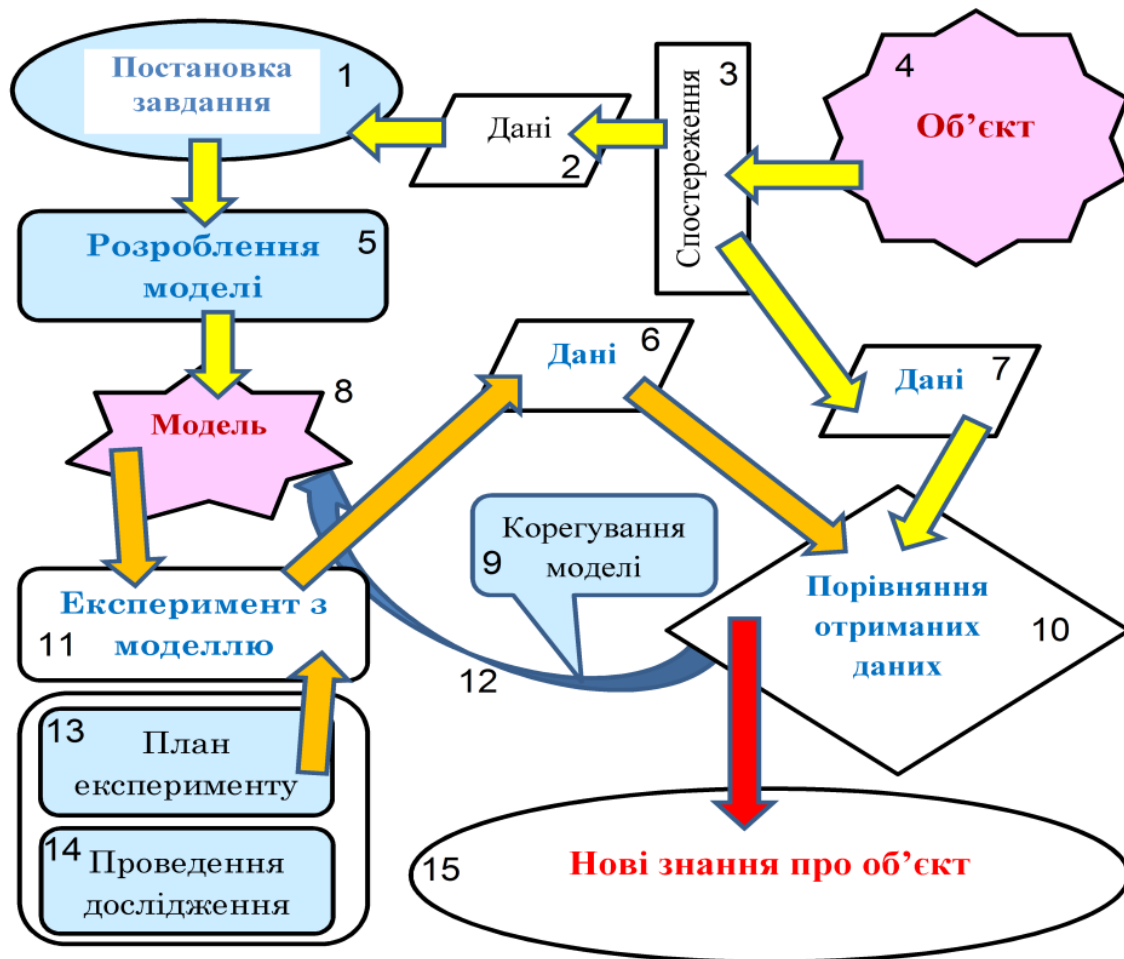 Постановка
завдання
1
Дані
2
3
Спостереження
4
Об’єкт
Розроблення
моделі
5
Дані
6
Дані
7
8
Модель
Корегування
моделі
9
Порівняння
отриманих
даних
10
Експеримент з
моделлю
11
12
13
План
експерименту
14
Проведення
дослідження
15
Нові знання про об’єкт